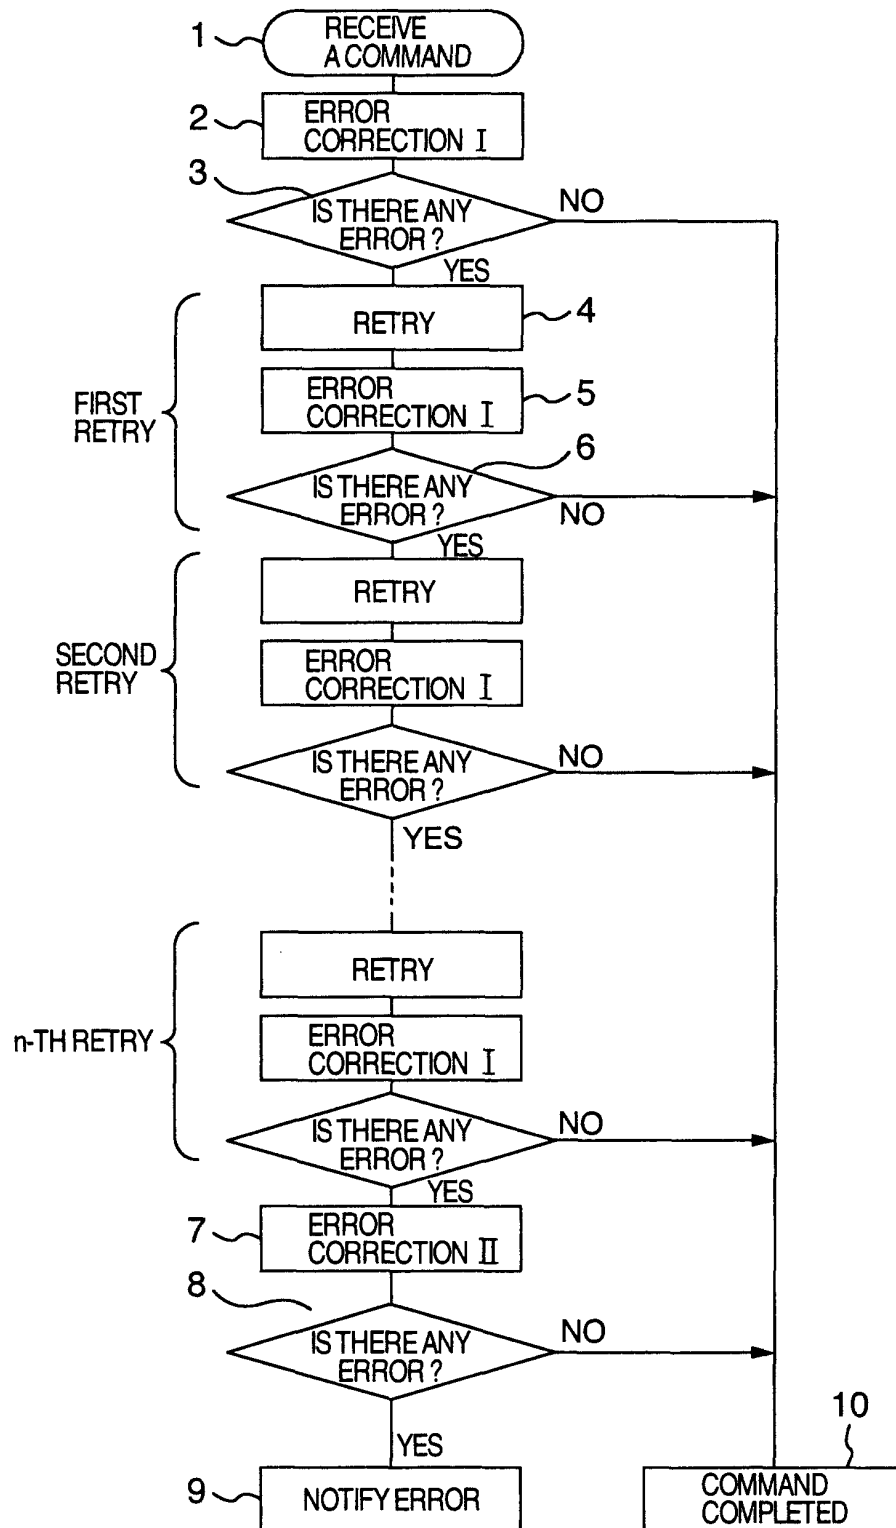 1
RECEIVE
A COMMAND
2
ERROR
CORRECTION I
3
IS THERE ANY
ERROR ?
NO
YES
RETRY
4
FIRST
RETRY
ERROR
CORRECTION I
5
6
IS THERE ANY
ERROR ?
NO
YES
RETRY
SECOND
RETRY
ERROR
CORRECTION I
IS THERE ANY
ERROR ?
NO
YES
RETRY
n-TH RETRY
ERROR
CORRECTION I
IS THERE ANY
ERROR ?
NO
YES
7
ERROR
CORRECTION II
8
IS THERE ANY
ERROR ?
NO
YES
9
NOTIFY ERROR
10
COMMAND
COMPLETED